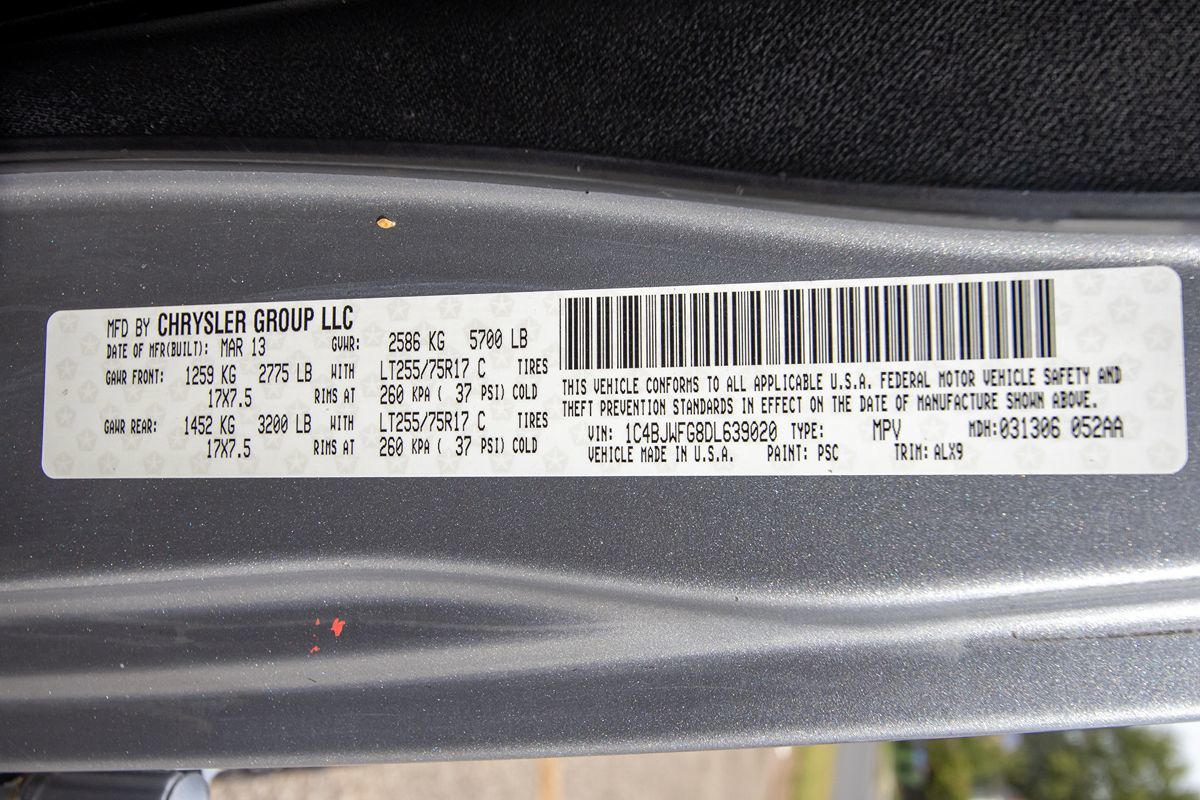 MFD BY CHRYSLER GROUP LLC
DATE OF MFR(BUILT): MAR 13 GVWR: 2586 KG 5700 LB
GAWR FRONT: 1259 KG 2775 LB WITH LT255/75R17 C TIRES
17X7.5 RIMS AT 260 KPA ( 37 PSI) COLD
GAWR REAR: 1452 KG 3200 LB WITH LT255/75R17 C TIRES
17X7.5 RIMS AT 260 KPA ( 37 PSI) COLD
THIS VEHICLE CONFORMS TO ALL APPLICABLE U.S.A. FEDERAL MOTOR VEHICLE SAFETY AND
THEFT PREVENTION STANDARDS IN EFFECT ON THE DATE OF MANUFACTURE SHOWN ABOVE.
VIN: 1C4BJWFG8DL639020 TYPE: MPV MDH: 031306 052AA
VEHICLE MADE IN U.S.A. PAINT: PSC TRIM: ALX9